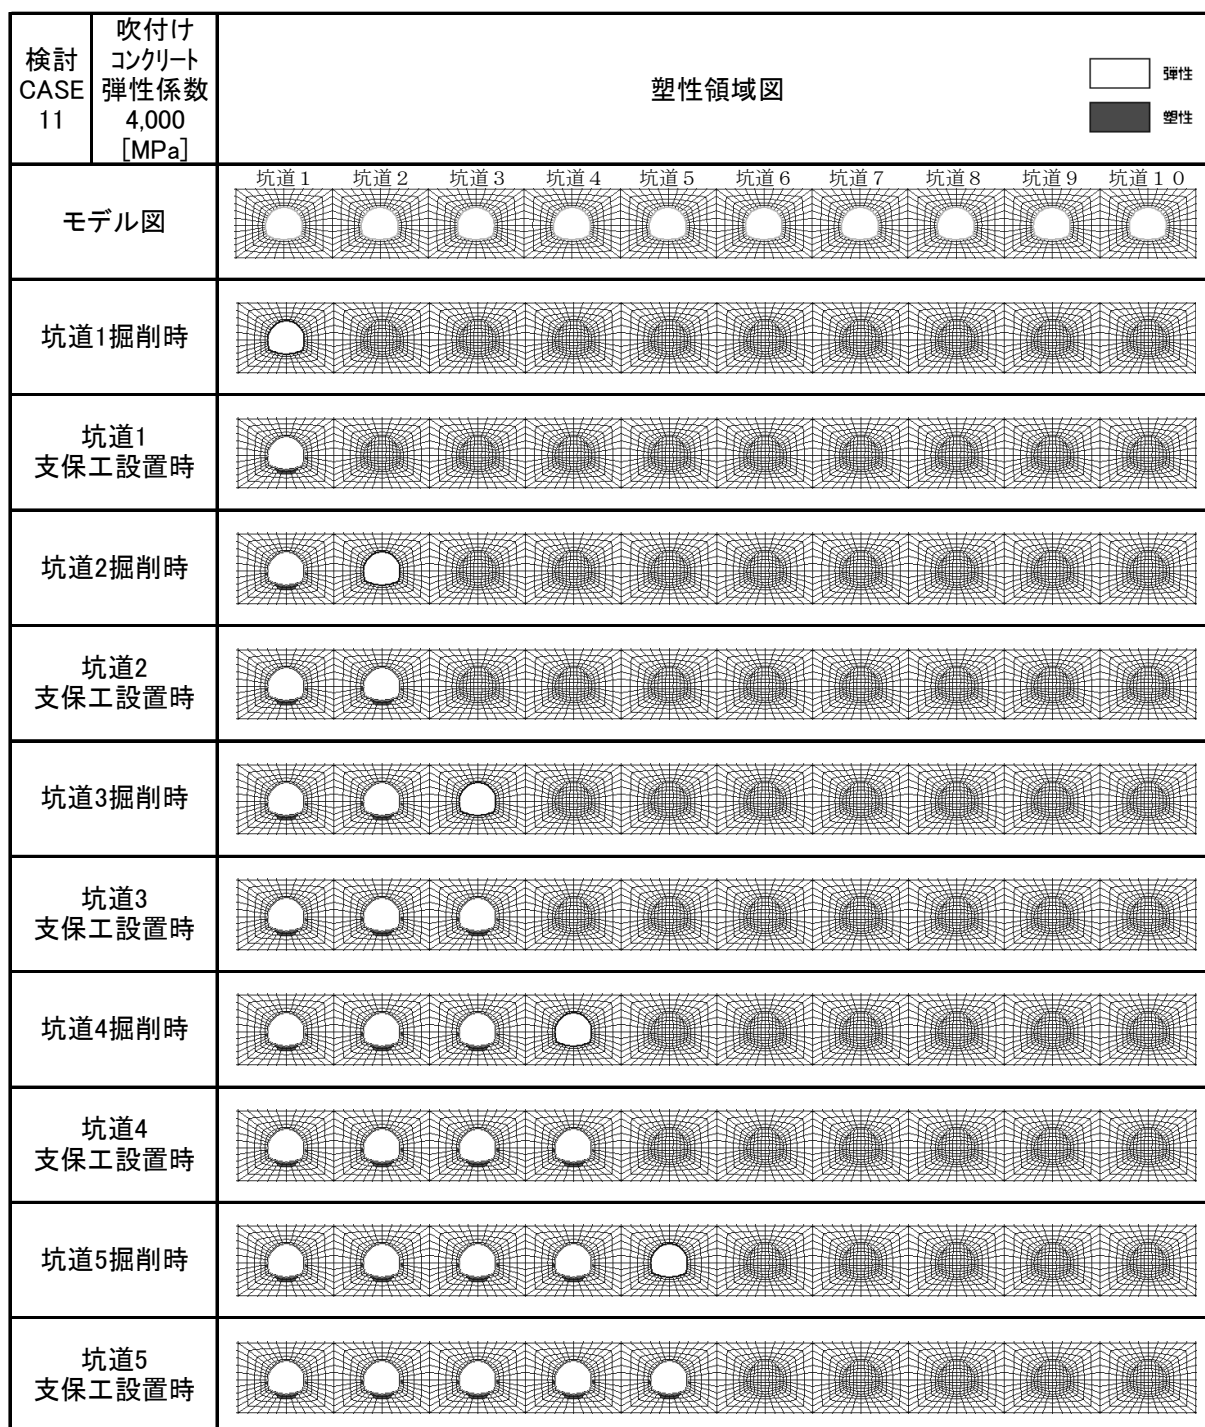 検討
CASE
11
吹付け
コンクリート
弾性係数
4,000
[MPa]
塑性領域図
弾性
塑性
モデル図
坑道１ 坑道２ 坑道３ 坑道４ 坑道５ 坑道６ 坑道７ 坑道８ 坑道９ 坑道１０
坑道1掘削時
坑道1
支保工設置時
坑道2掘削時
坑道2
支保工設置時
坑道3掘削時
坑道3
支保工設置時
坑道4掘削時
坑道4
支保工設置時
坑道5掘削時
坑道5
支保工設置時